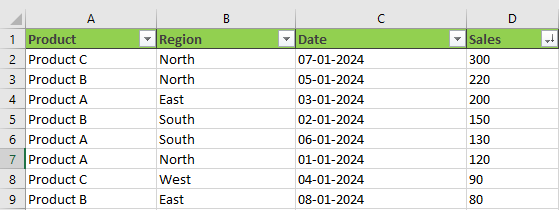 A B C D
1 Product Region Date Sales
2 Product C North 07-01-2024 300
3 Product B North 05-01-2024 220
4 Product A East 03-01-2024 200
5 Product B South 02-01-2024 150
6 Product A South 06-01-2024 130
7 Product A North 01-01-2024 120
8 Product C West 04-01-2024 90
9 Product B East 08-01-2024 80